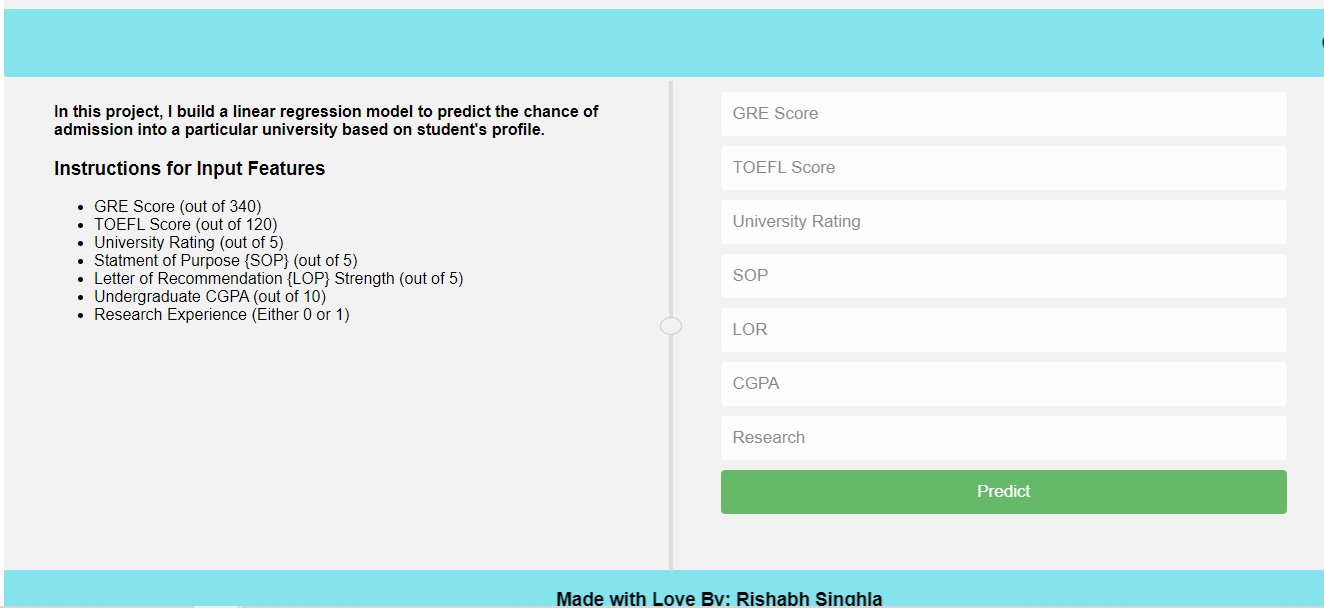 In this project, I build a linear regression model to predict the chance of
admission into a particular university based on student's profile.
Instructions for Input Features
GRE Score (out of 340)
TOEFL Score (out of 120)
University Rating (out of 5)
Statment of Purpose {SOP} (out of 5)
Letter of Recommendation {LOP} Strength (out of 5)
Undergraduate CGPA (out of 10)
Research Experience (Either 0 or 1)
GRE Score
TOEFL Score
University Rating
SOP
LOR
CGPA
Research
Predict
Made with Love By: Rishabh Singhla